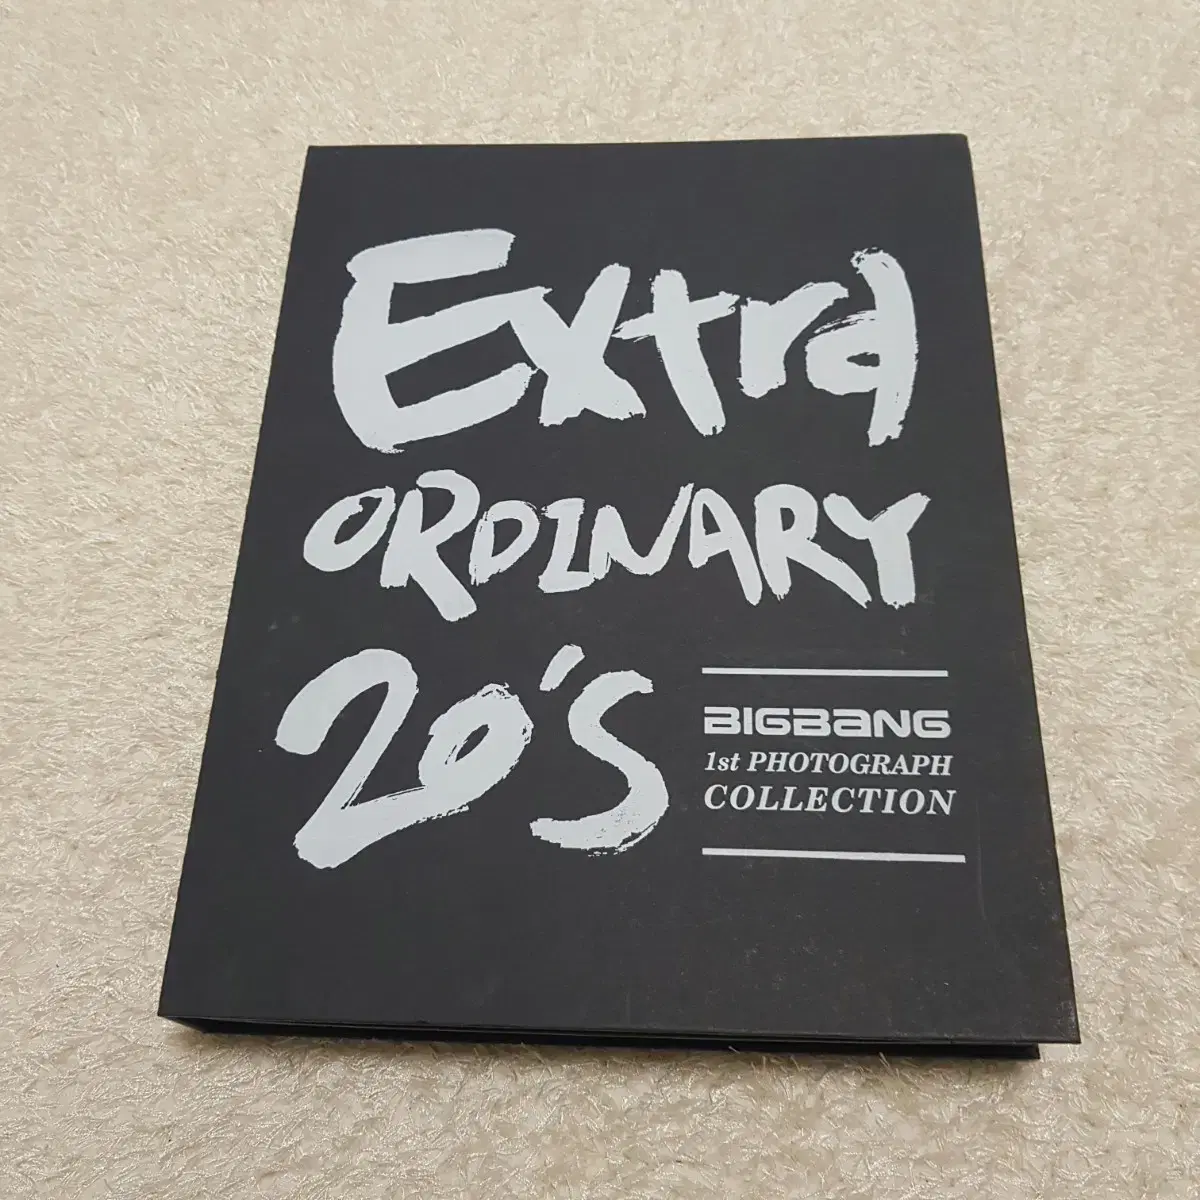 Extra
ORDINARY
20'S
BIGBANG
1st PHOTOGRAPH
COLLECTION